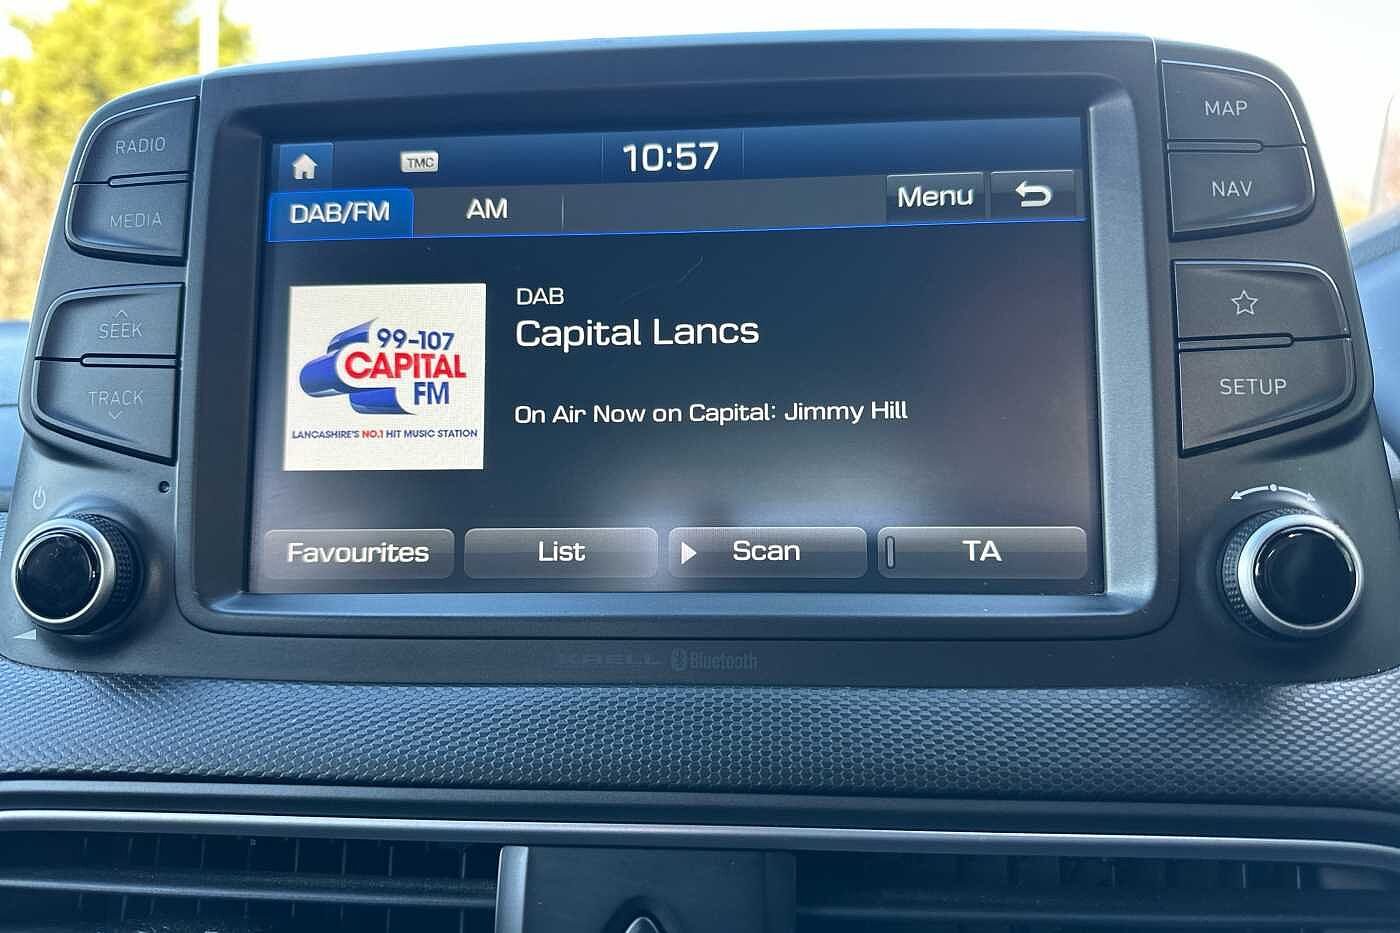 RADIO
MEDIA
SEEK
TRACK
TMC
10:57
DAB/FM
AM
Menu
99-107
CAPITAL
FM
LANCASHIRE'S NO.1 HIT MUSIC STATION
DAB
Capital Lancs
On Air Now on Capital: Jimmy Hill
Favourites
List
Scan
TA
MAP
NAV
SETUP
KRELL Bluetooth